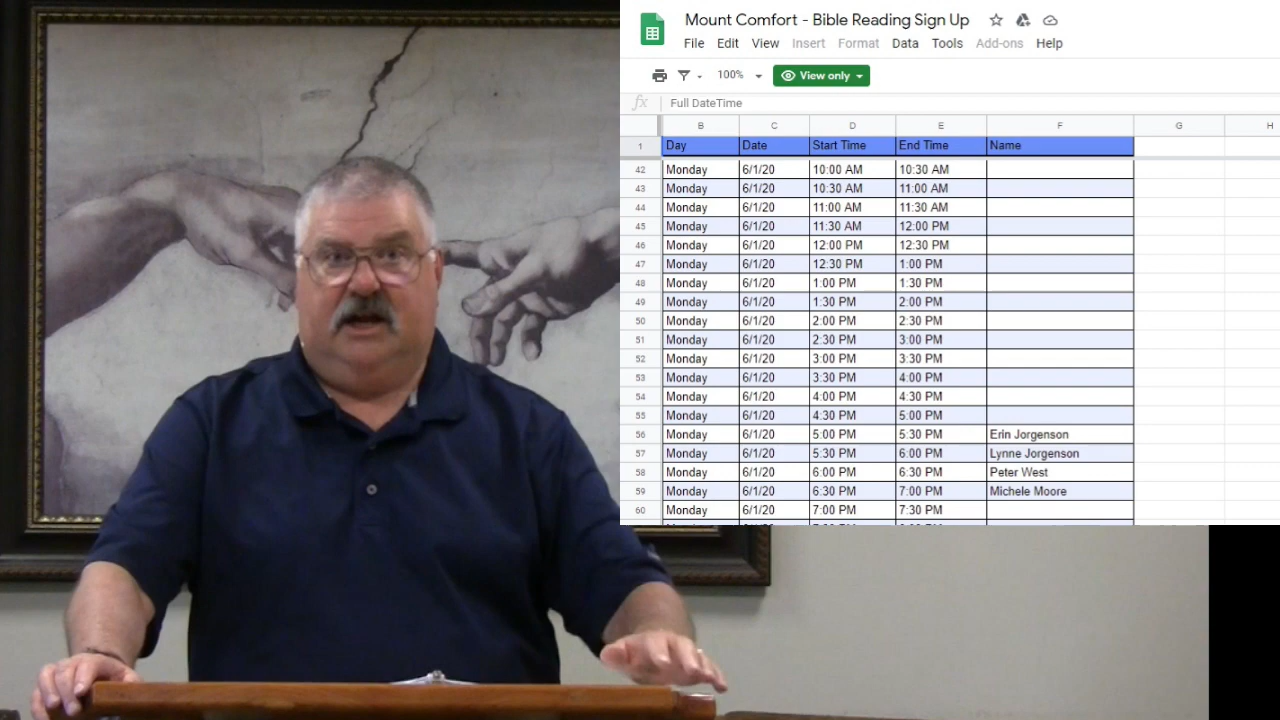 Mount Comfort - Bible Reading Sign Up
File Edit View Insert Format Data Tools Add-ons Help
100% View only
fx Full DateTime
B C D E F G H
1 Day Date Start Time End Time Name
42 Monday 6/1/20 10:00 AM 10:30 AM
43 Monday 6/1/20 10:30 AM 11:00 AM
44 Monday 6/1/20 11:00 AM 11:30 AM
45 Monday 6/1/20 11:30 AM 12:00 PM
46 Monday 6/1/20 12:00 PM 12:30 PM
47 Monday 6/1/20 12:30 PM 1:00 PM
48 Monday 6/1/20 1:00 PM 1:30 PM
49 Monday 6/1/20 1:30 PM 2:00 PM
50 Monday 6/1/20 2:00 PM 2:30 PM
51 Monday 6/1/20 2:30 PM 3:00 PM
52 Monday 6/1/20 3:00 PM 3:30 PM
53 Monday 6/1/20 3:30 PM 4:00 PM
54 Monday 6/1/20 4:00 PM 4:30 PM
55 Monday 6/1/20 4:30 PM 5:00 PM
56 Monday 6/1/20 5:00 PM 5:30 PM Erin Jorgenson
57 Monday 6/1/20 5:30 PM 6:00 PM Lynne Jorgenson
58 Monday 6/1/20 6:00 PM 6:30 PM Peter West
59 Monday 6/1/20 6:30 PM 7:00 PM Michele Moore
60 Monday 6/1/20 7:00 PM 7:30 PM